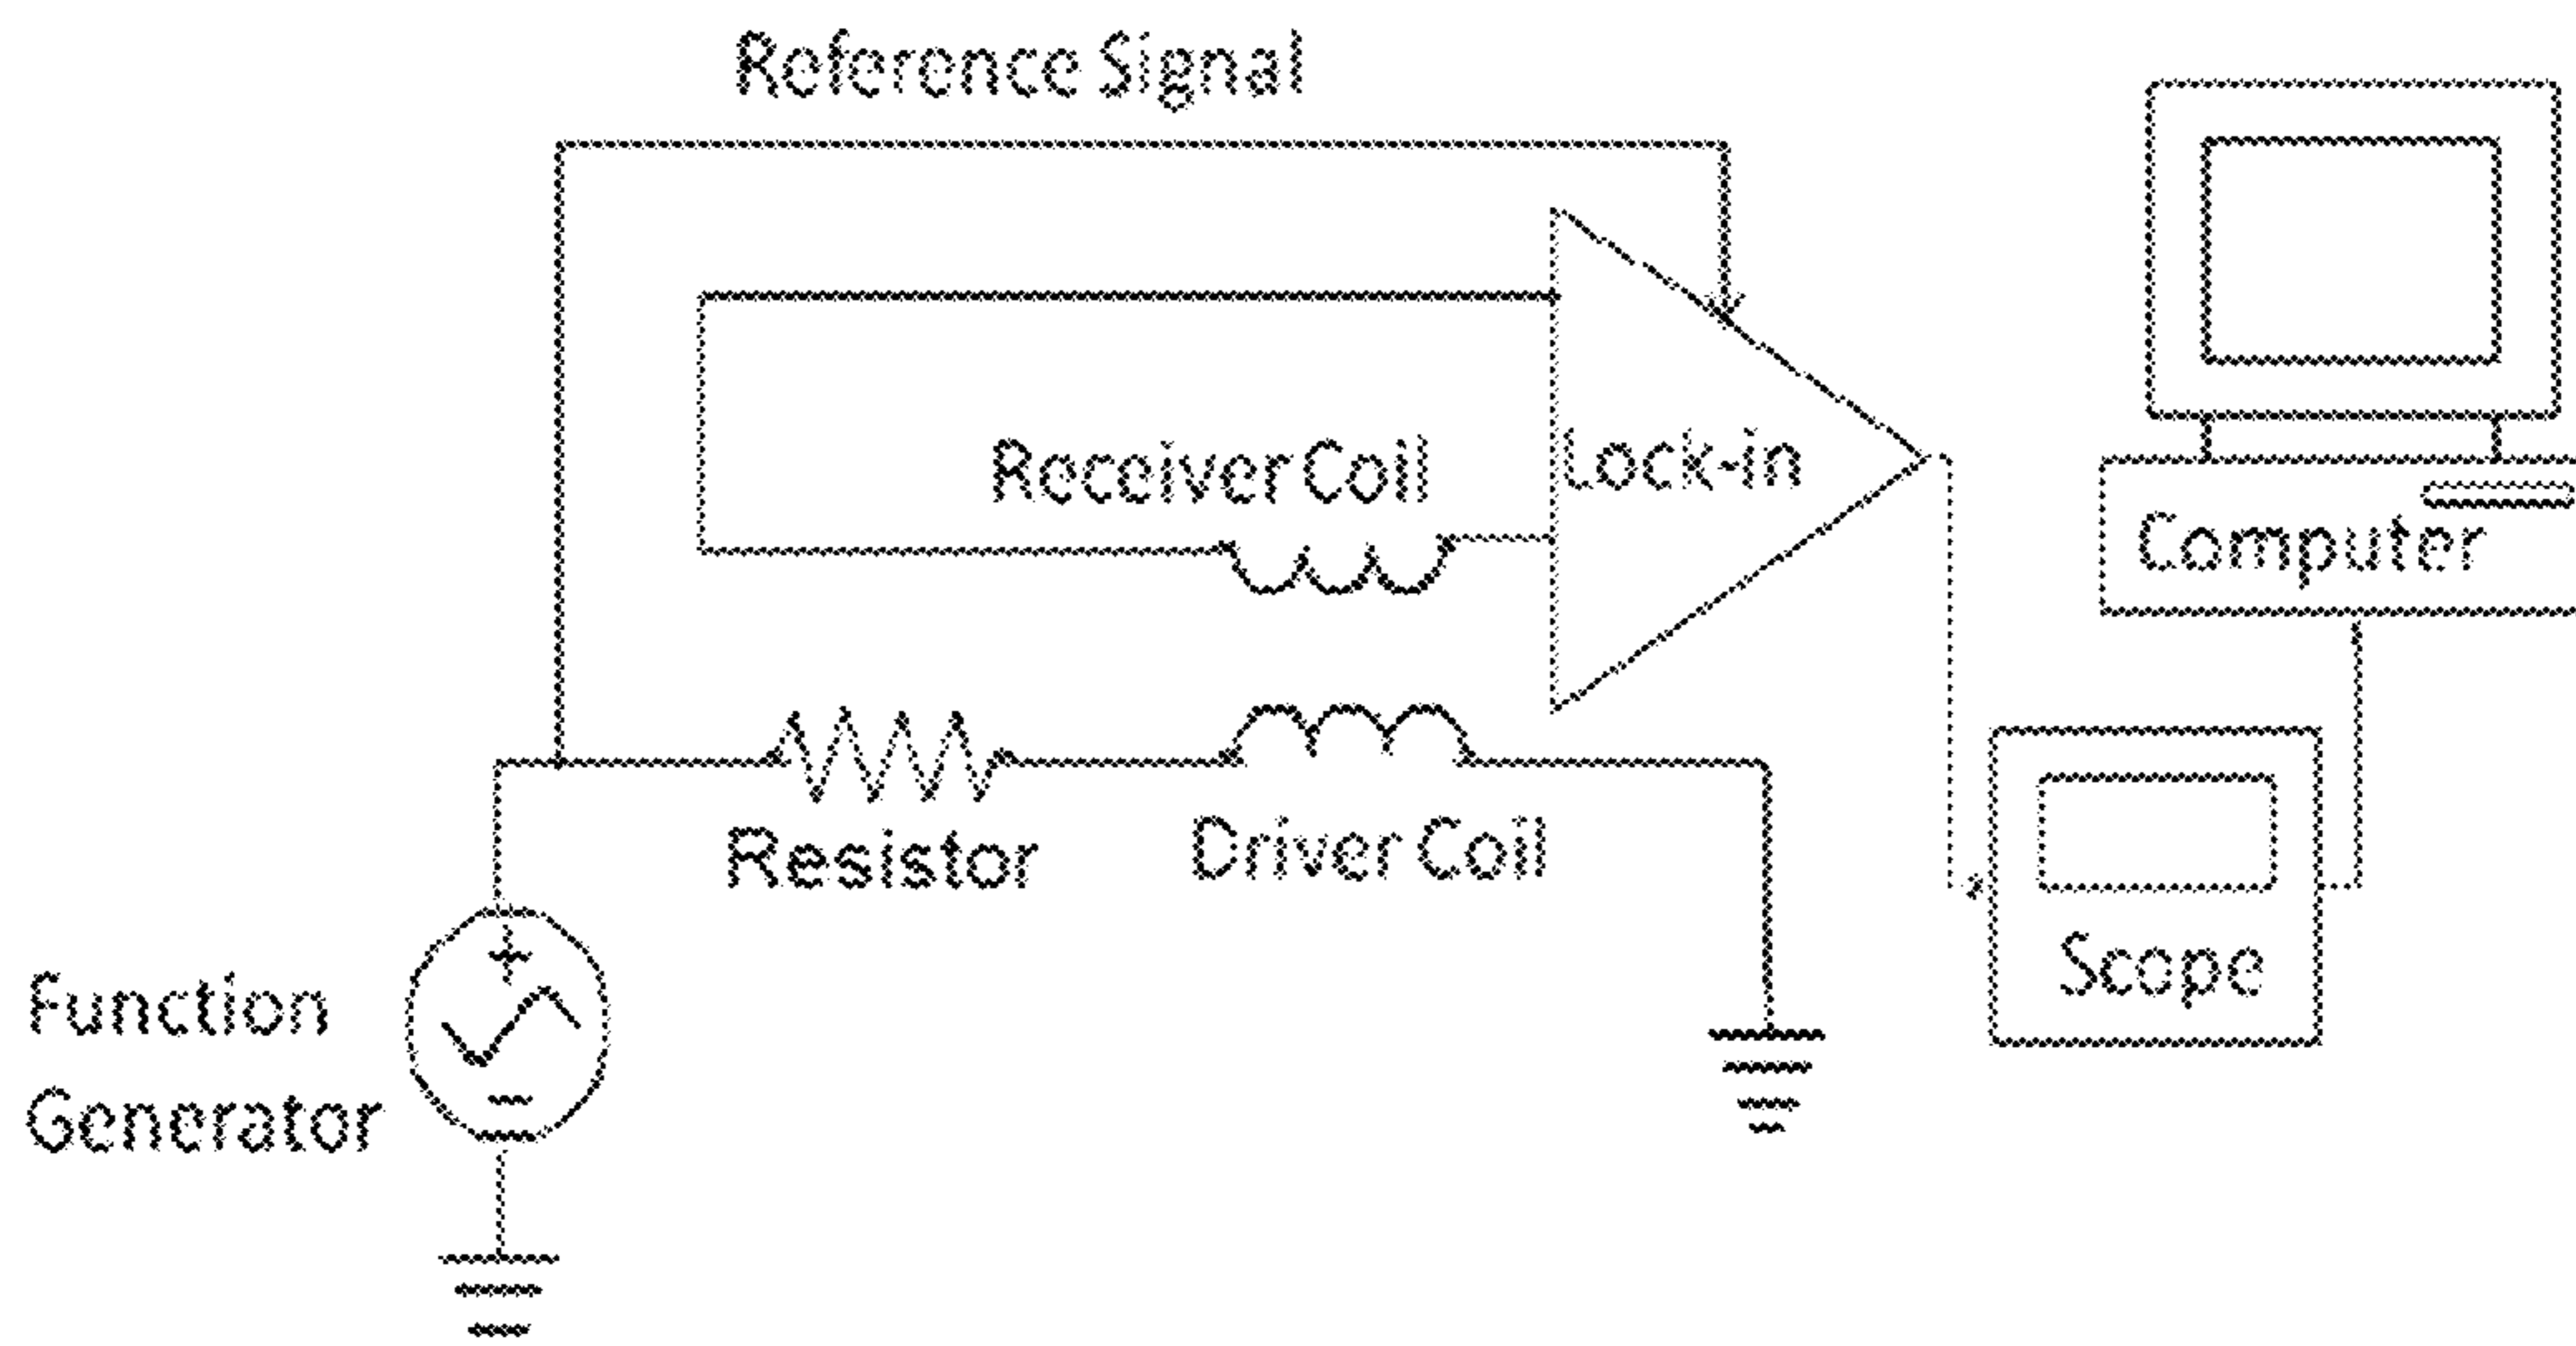 Reference Signal
Receiver Coil
Lock-in
Computer
Resistor
Driver Coil
Scope
Function
Generator